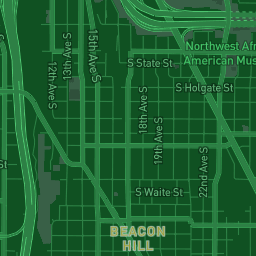 Northwest Afr
American Mus
S State St
S Holgate St
12th Ave S
13th Ave S
15th Ave S
18th Ave S
19th Ave S
22nd Ave S
St
S Waite St
BEACON
HILL